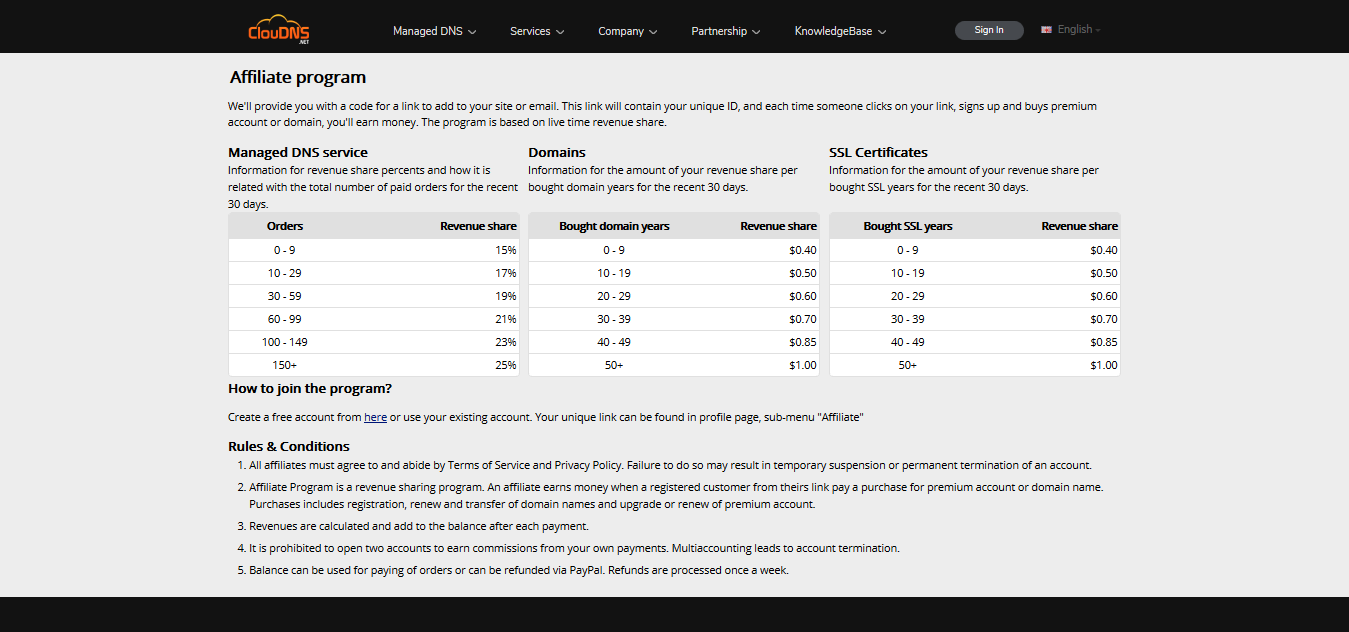 ClouDNS
.NET
Managed DNS
Services
Company
Partnership
KnowledgeBase
Sign In
English
Affiliate program
We'll provide you with a code for a link to add to your site or email. This link will contain your unique ID, and each time someone clicks on your link, signs up and buys premium
account or domain, you'll earn money. The program is based on live time revenue share.
Managed DNS service
Information for revenue share percents and how it is
related with the total number of paid orders for the recent
30 days.
Orders Revenue share
0 - 9 15%
10 - 29 17%
30 - 59 19%
60 - 99 21%
100 - 149 23%
150+ 25%
Domains
Information for the amount of your revenue share per
bought domain years for the recent 30 days.
Bought domain years Revenue share
0 - 9 $0.40
10 - 19 $0.50
20 - 29 $0.60
30 - 39 $0.70
40 - 49 $0.85
50+ $1.00
SSL Certificates
Information for the amount of your revenue share per
bought SSL years for the recent 30 days.
Bought SSL years Revenue share
0 - 9 $0.40
10 - 19 $0.50
20 - 29 $0.60
30 - 39 $0.70
40 - 49 $0.85
50+ $1.00
How to join the program?
Create a free account from here or use your existing account. Your unique link can be found in profile page, sub-menu "Affiliate"
Rules & Conditions
1. All affiliates must agree to and abide by Terms of Service and Privacy Policy. Failure to do so may result in temporary suspension or permanent termination of an account.
2. Affiliate Program is a revenue sharing program. An affiliate earns money when a registered customer from theirs link pay a purchase for premium account or domain name.
Purchases includes registration, renew and transfer of domain names and upgrade or renew of premium account.
3. Revenues are calculated and add to the balance after each payment.
4. It is prohibited to open two accounts to earn commissions from your own payments. Multiaccounting leads to account termination.
5. Balance can be used for paying of orders or can be refunded via PayPal. Refunds are processed once a week.